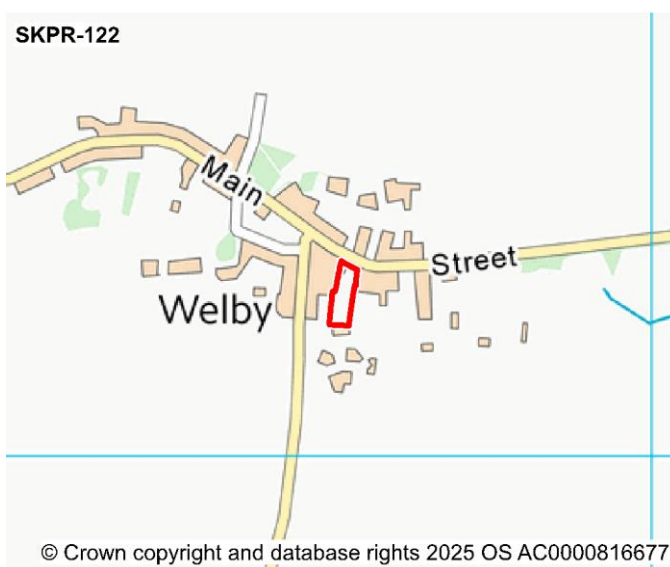 SKPR-122
Main
Street
Welby
© Crown copyright and database rights 2025 OS AC0000816677